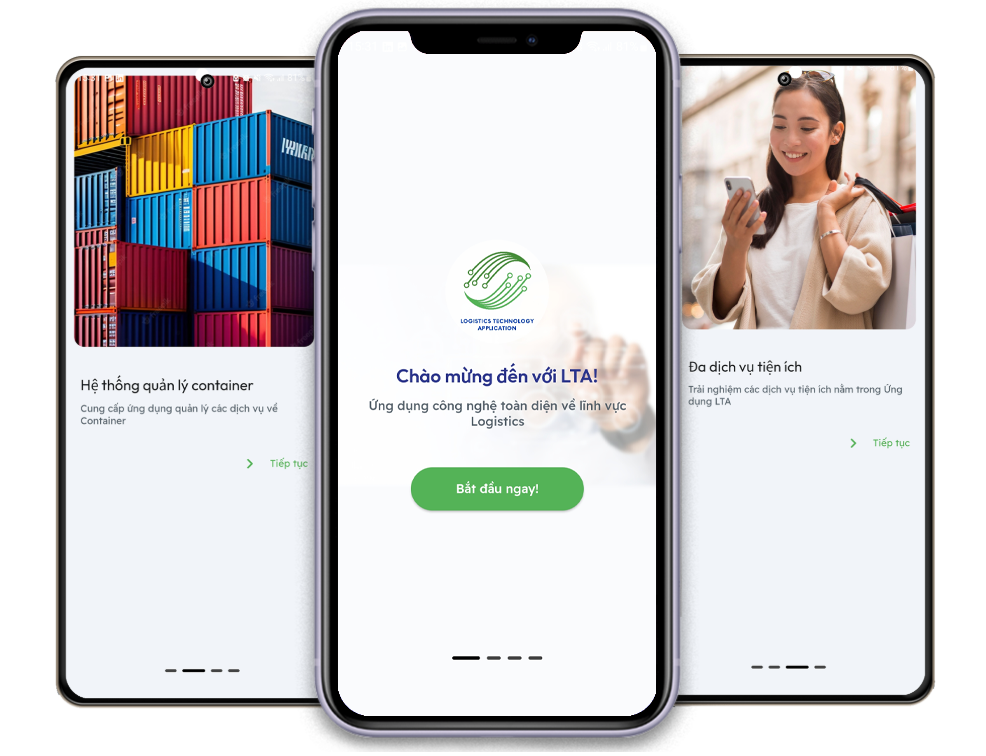 Hệ thống quản lý container
Cung cấp ứng dụng quản lý các dịch vụ về
Container
Tiếp tục
LOGISTICS TECHNOLOGY
APPLICATION
Chào mừng đến với LTA!
Ứng dụng công nghệ toàn diện về lĩnh vực
Logistics
Bắt đầu ngay!
Đa dịch vụ tiện ích
Trải nghiệm các dịch vụ tiện ích nằm trong Ứng
dụng LTA
Tiếp tục